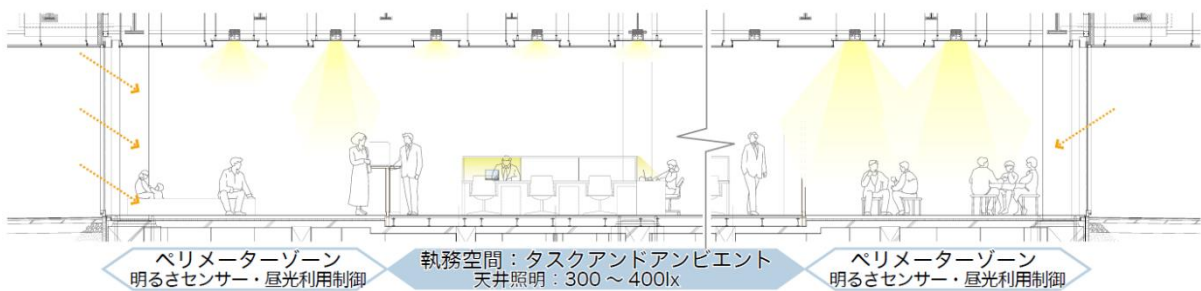 ペリメーターゾーン
明るさセンサー・昼光利用制御
執務空間：タスクアンドアンビエント
天井照明：300 ～ 400lx
ペリメーターゾーン
明るさセンサー・昼光利用制御